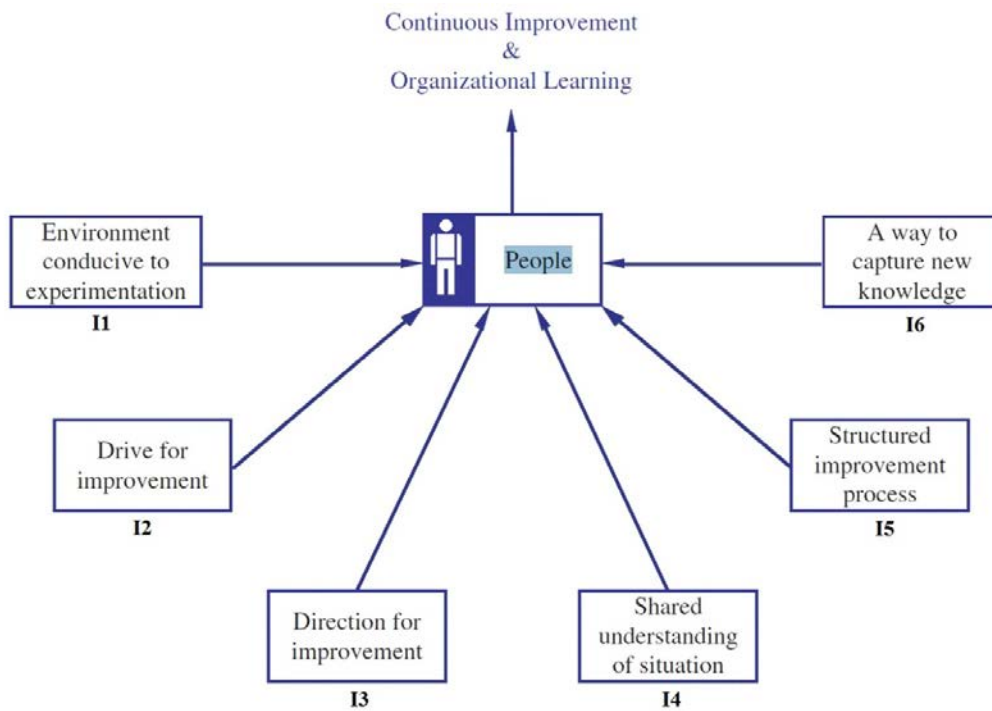 Continuous Improvement
&
Organizational Learning
Environment
conducive to
experimentation
I1
People
A way to
capture new
knowledge
I6
Drive for
improvement
I2
Structured
improvement
process
I5
Direction for
improvement
I3
Shared
understanding
of situation
I4